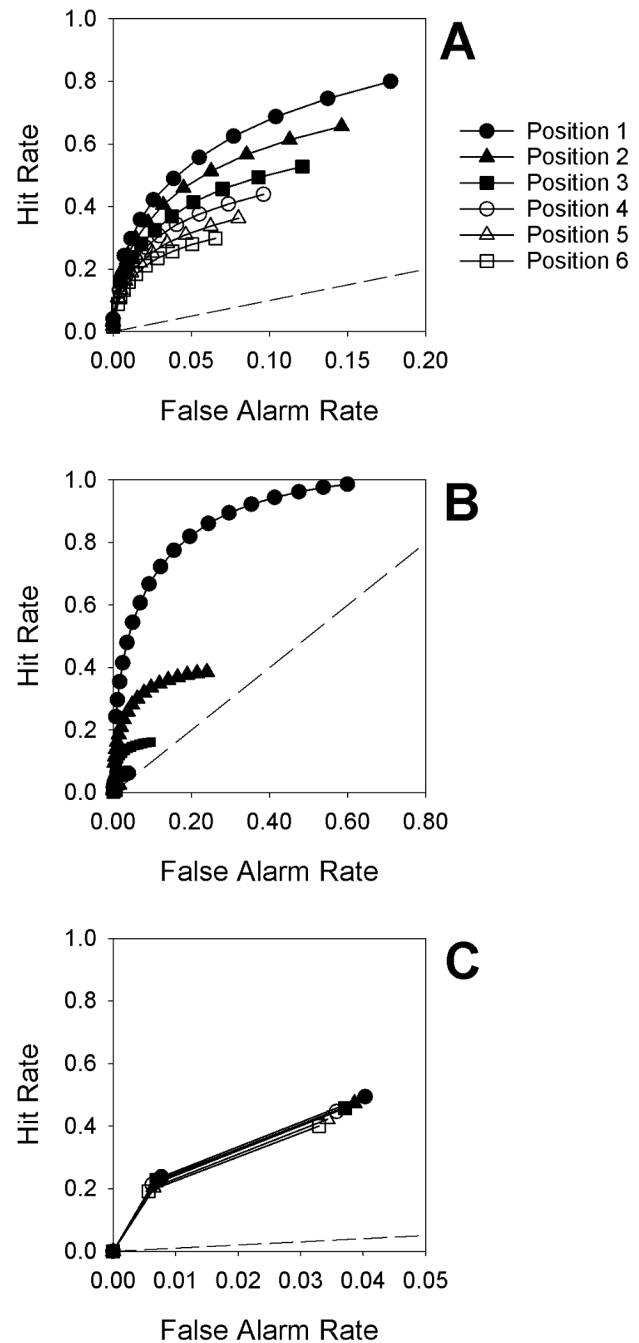 A
1.0
0.8
0.6
0.4
0.2
0.0
Hit Rate
0.00 0.05 0.10 0.15 0.20
False Alarm Rate
Position 1
Position 2
Position 3
Position 4
Position 5
Position 6
B
1.0
0.8
0.6
0.4
0.2
0.0
Hit Rate
0.00 0.20 0.40 0.60 0.80
False Alarm Rate
C
1.0
0.8
0.6
0.4
0.2
0.0
Hit Rate
0.00 0.01 0.02 0.03 0.04 0.05
False Alarm Rate